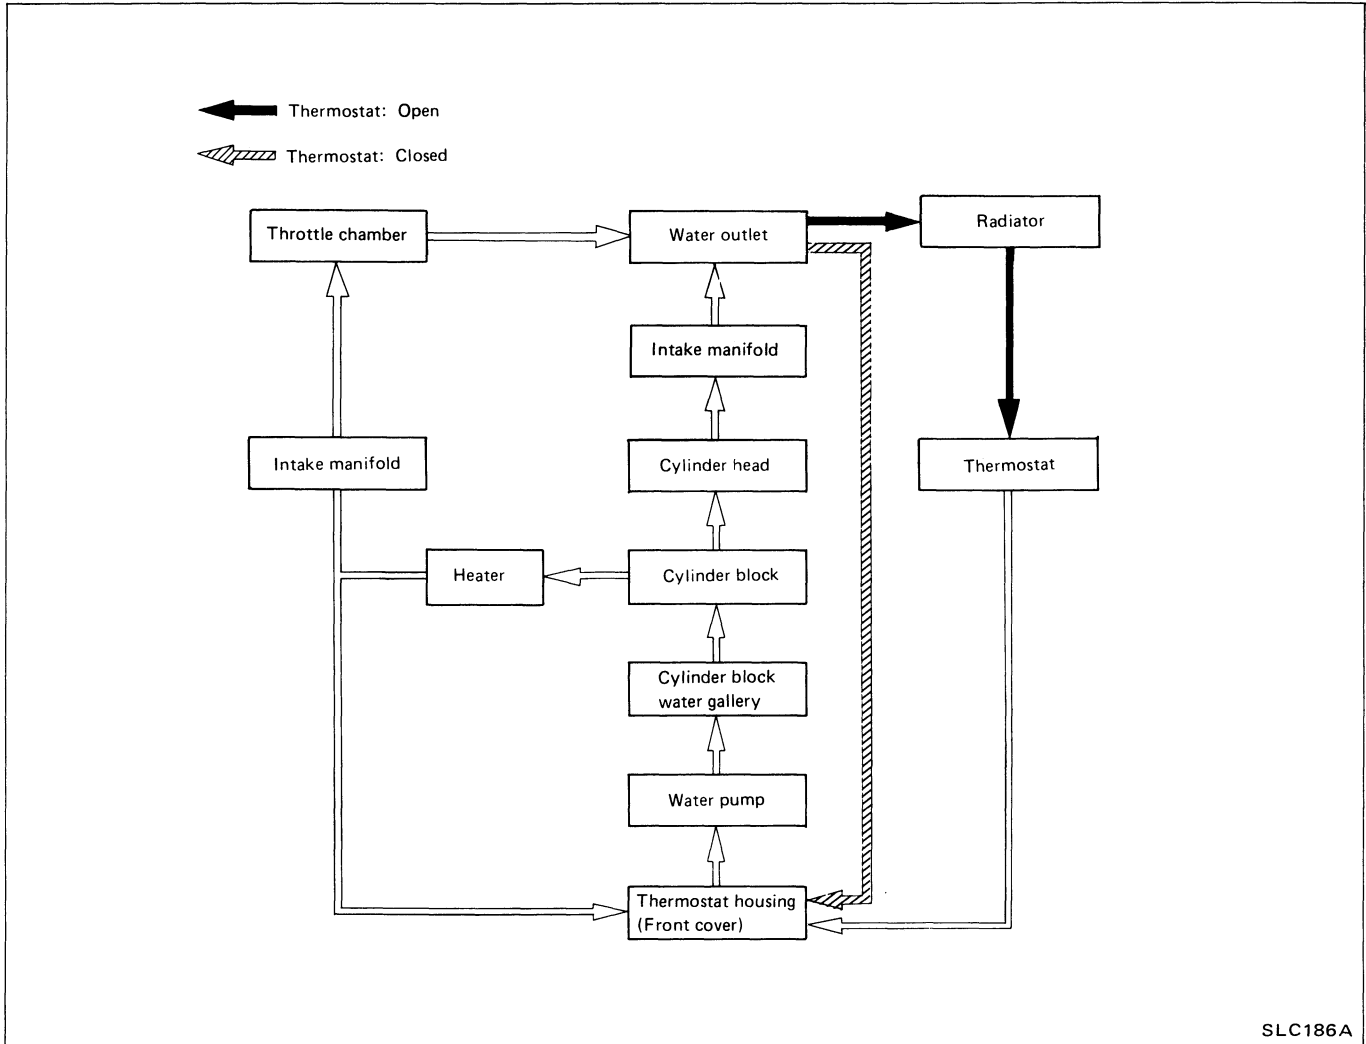 Thermostat: Open
Thermostat: Closed
Throttle chamber
Water outlet
Radiator
Intake manifold
Intake manifold
Cylinder head
Thermostat
Heater
Cylinder block
Cylinder block
water gallery
Water pump
Thermostat housing
(Front cover)
SLC186A